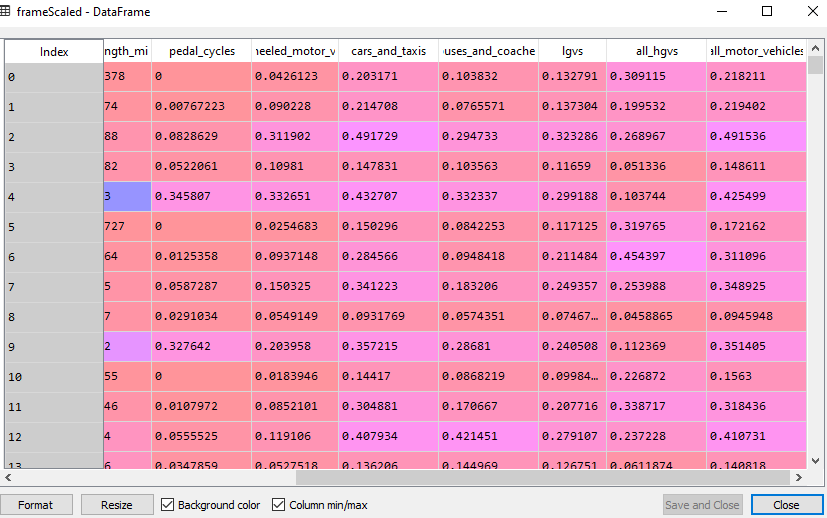 frameScaled - DataFrame
Index ngth_mi pedal_cycles neeled_motor_v cars_and_taxis ouses_and_coache lgvs all_hgvs all_motor_vehicles
0 378 0 0.0426123 0.203171 0.103832 0.132791 0.309115 0.218211
1 74 0.00767223 0.090228 0.214708 0.0765571 0.137304 0.199532 0.219402
2 88 0.0828629 0.311902 0.491729 0.294733 0.323286 0.268967 0.491536
3 82 0.0522061 0.10981 0.147831 0.103563 0.11659 0.051336 0.148611
4 3 0.345807 0.332651 0.432707 0.332337 0.299188 0.103744 0.425499
5 727 0 0.0254683 0.150296 0.0842253 0.117125 0.319765 0.172162
6 64 0.0125358 0.0937148 0.284566 0.0948418 0.211484 0.454397 0.311096
7 5 0.0587287 0.150325 0.341223 0.183206 0.249357 0.253988 0.348925
8 7 0.0291034 0.0549149 0.0931769 0.0574351 0.07467… 0.0458865 0.0945948
9 2 0.327642 0.203958 0.357215 0.28681 0.240508 0.112369 0.351405
10 55 0 0.0183946 0.14417 0.0868219 0.09984… 0.226872 0.1563
11 46 0.0107972 0.0852101 0.304881 0.170667 0.207716 0.338717 0.318436
12 4 0.0555525 0.119106 0.407934 0.421451 0.279107 0.237228 0.410731
13 6 0.0347859 0.0527518 0.136206 0.144969 0.126751 0.0611874 0.140818
Format Resize Background color Column min/max Save and Close Close